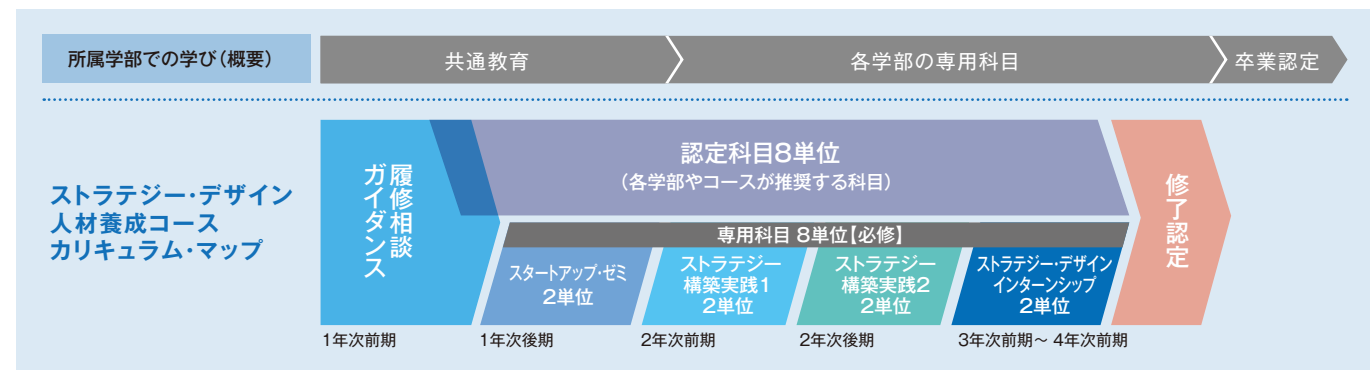 所属学部での学び(概要)
共通教育
各学部の専用科目
卒業認定
ストラテジー・デザイン
人材養成コース
カリキュラム・マップ
履修相談
ガイダンス
認定科目8単位
(各学部やコースが推奨する科目)
専用科目 8単位【必修】
スタートアップ・ゼミ
2単位
ストラテジー
構築実践1
2単位
ストラテジー
構築実践2
2単位
ストラテジー・デザイン
インターンシップ
2単位
修了認定
1年次前期
1年次後期
2年次前期
2年次後期
3年次前期~ 4年次前期